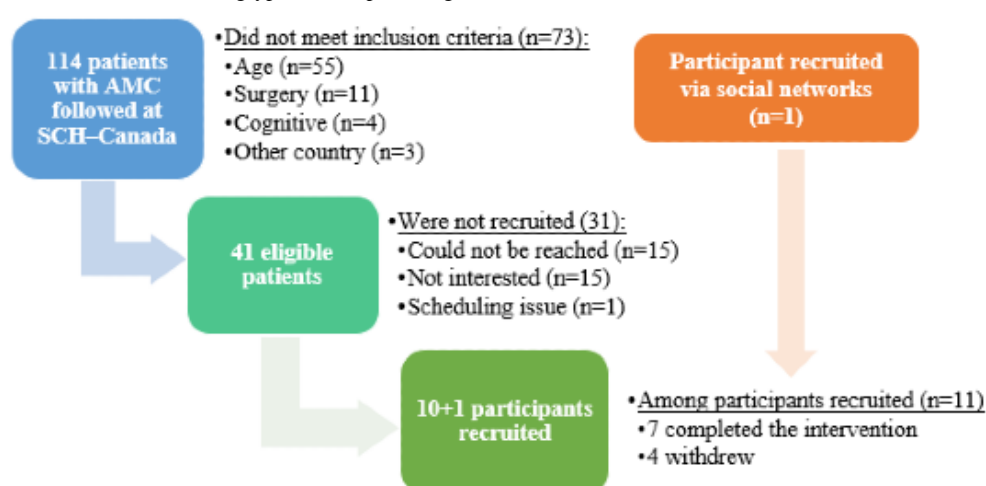 114 patients
with AMC
followed at
SCH–Canada
•Did not meet inclusion criteria (n=73):
•Age (n=55)
•Surgery (n=11)
•Cognitive (n=4)
•Other country (n=3)
Participant recruited
via social networks
(n=1)
41 eligible
patients
•Were not recruited (31):
•Could not be reached (n=15)
•Not interested (n=15)
•Scheduling issue (n=1)
10+1 participants
recruited
•Among participants recruited (n=11)
•7 completed the intervention
•4 withdrew